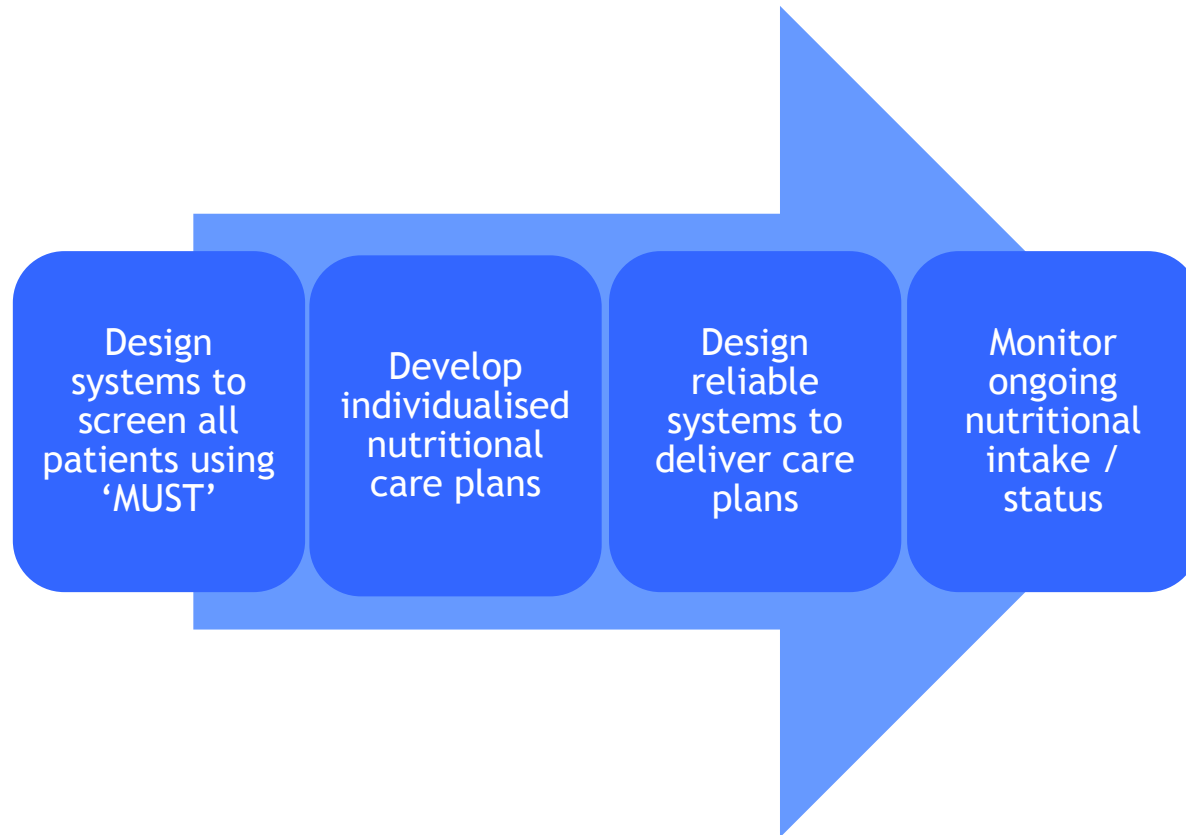 Design
systems to
screen all
patients using
‘MUST’
Develop
individualised
nutritional
care plans
Design
reliable
systems to
deliver care
plans
Monitor
ongoing
nutritional
intake /
status